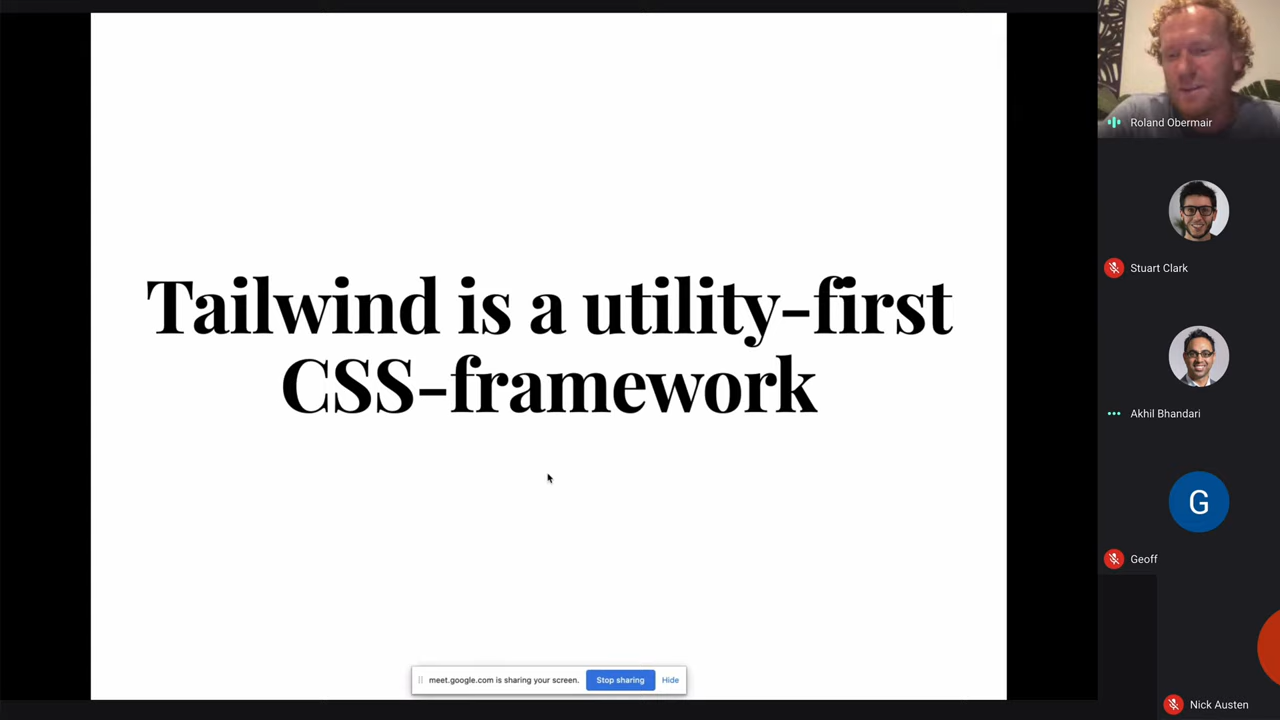 Tailwind is a utility-first
CSS-framework
meet.google.com is sharing your screen.
Stop sharing
Hide
Roland Obermair
Stuart Clark
Akhil Bhandari
G
Geoff
Nick Austen